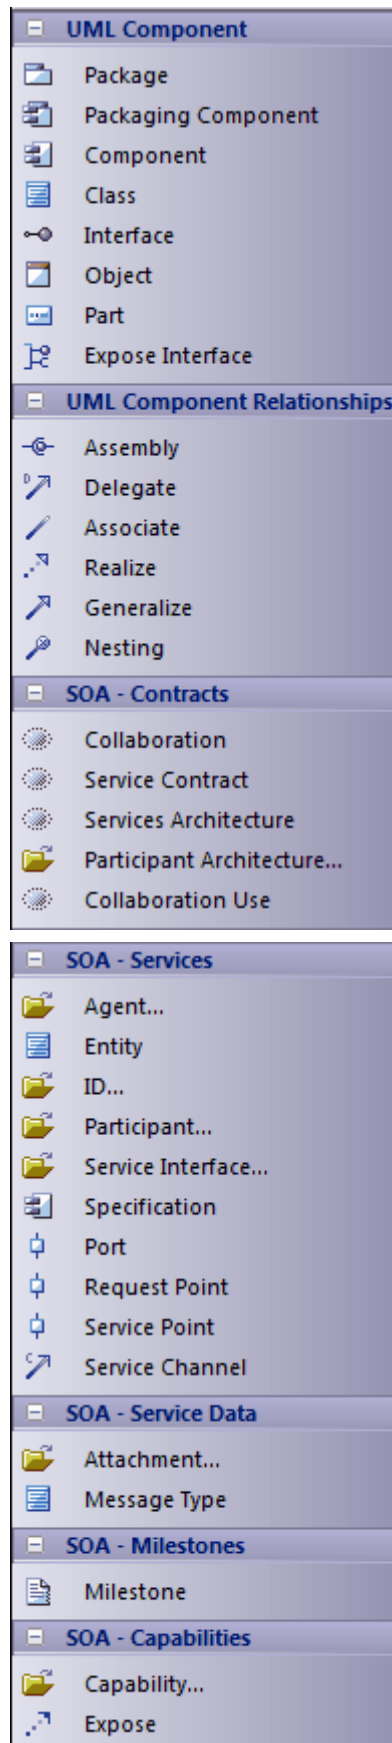 UML Component
Package
Packaging Component
Component
Class
Interface
Object
Part
Expose Interface
UML Component Relationships
Assembly
Delegate
Associate
Realize
Generalize
Nesting
SOA - Contracts
Collaboration
Service Contract
Services Architecture
Participant Architecture...
Collaboration Use
SOA - Services
Agent...
Entity
ID...
Participant...
Service Interface...
Specification
Port
Request Point
Service Point
Service Channel
SOA - Service Data
Attachment...
Message Type
SOA - Milestones
Milestone
SOA - Capabilities
Capability...
Expose